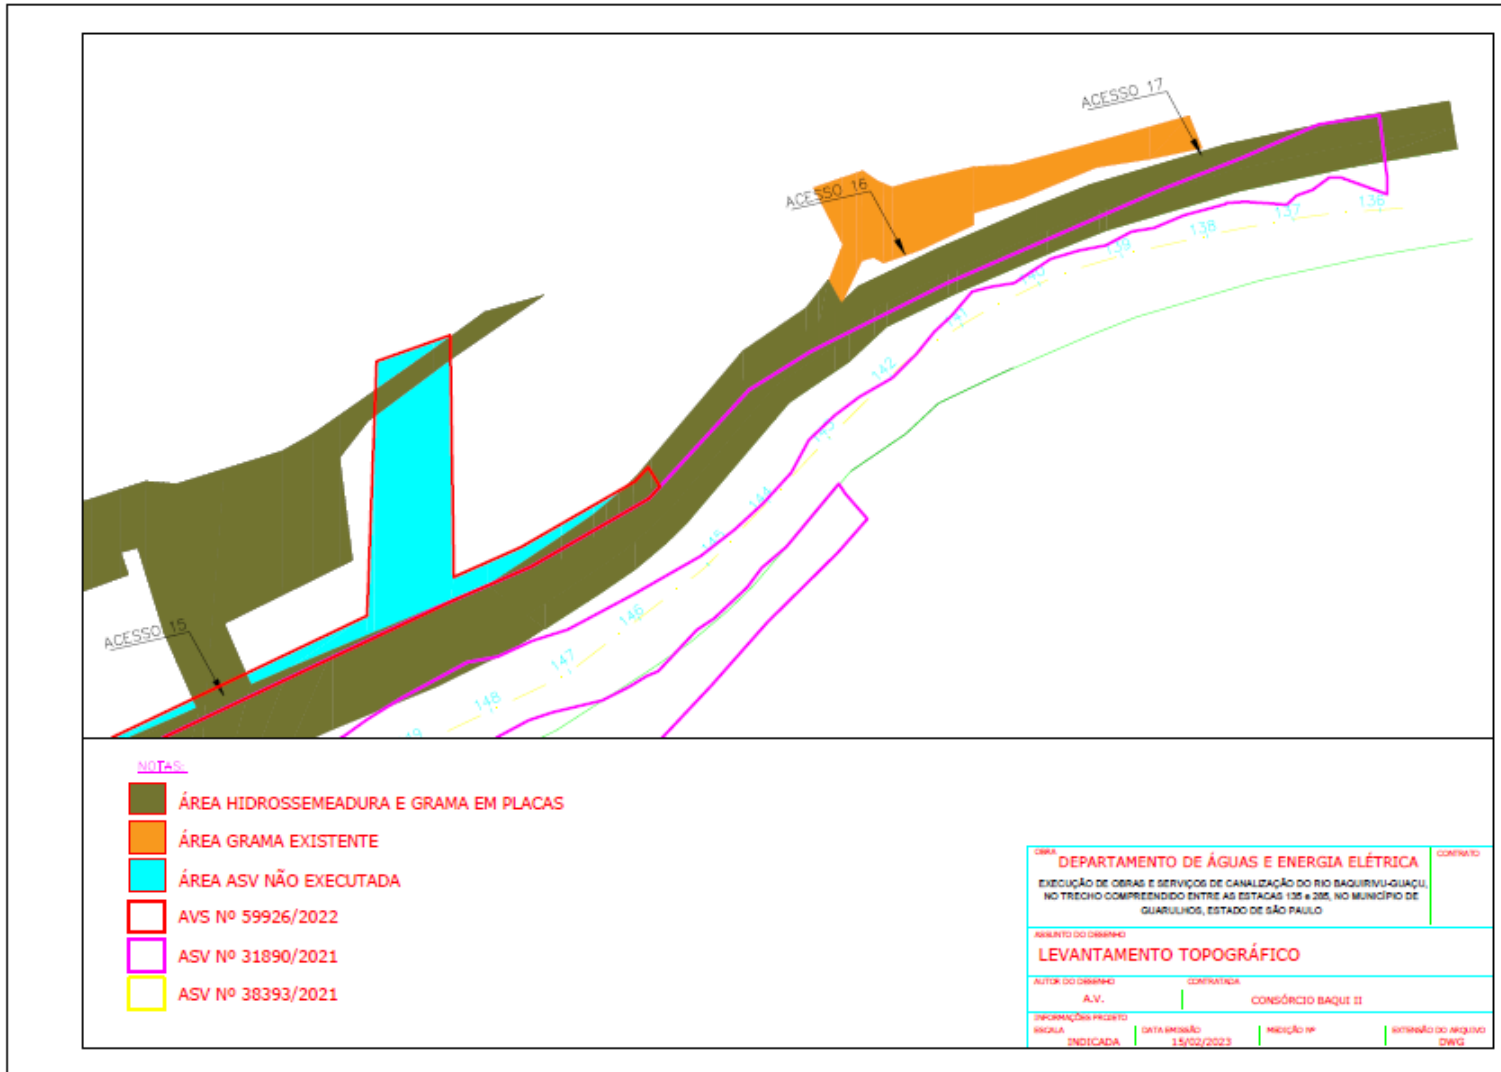 ACESSO 17
ACESSO 16
136
137
138
139
140
141
142
143
144
145
146
147
148
149
ACESSO 15
NOTAS:
ÁREA HIDROSSEMEADURA E GRAMA EM PLACAS
ÁREA GRAMA EXISTENTE
ÁREA ASV NÃO EXECUTADA
AVS Nº 59926/2022
ASV Nº 31890/2021
ASV Nº 38393/2021
OBRA
CONTRATO
DEPARTAMENTO DE ÁGUAS E ENERGIA ELÉTRICA
EXECUÇÃO DE OBRAS E SERVIÇOS DE CANALIZAÇÃO DO RIO BAQUIRIVU-GUAÇU,
NO TRECHO COMPREENDIDO ENTRE AS ESTACAS 136 e 285, NO MUNICÍPIO DE
GUARULHOS, ESTADO DE SÃO PAULO
ASSUNTO DO DESENHO
LEVANTAMENTO TOPOGRÁFICO
AUTOR DO DESENHO
CONTRATADA
A.V.
CONSÓRCIO BAQUI II
INFORMAÇÕES PROJETO
ESCALA
DATA EMISSÃO
MEDIÇÃO Nº
EXTENSÃO DO ARQUIVO
INDICADA
15/02/2023
DWG